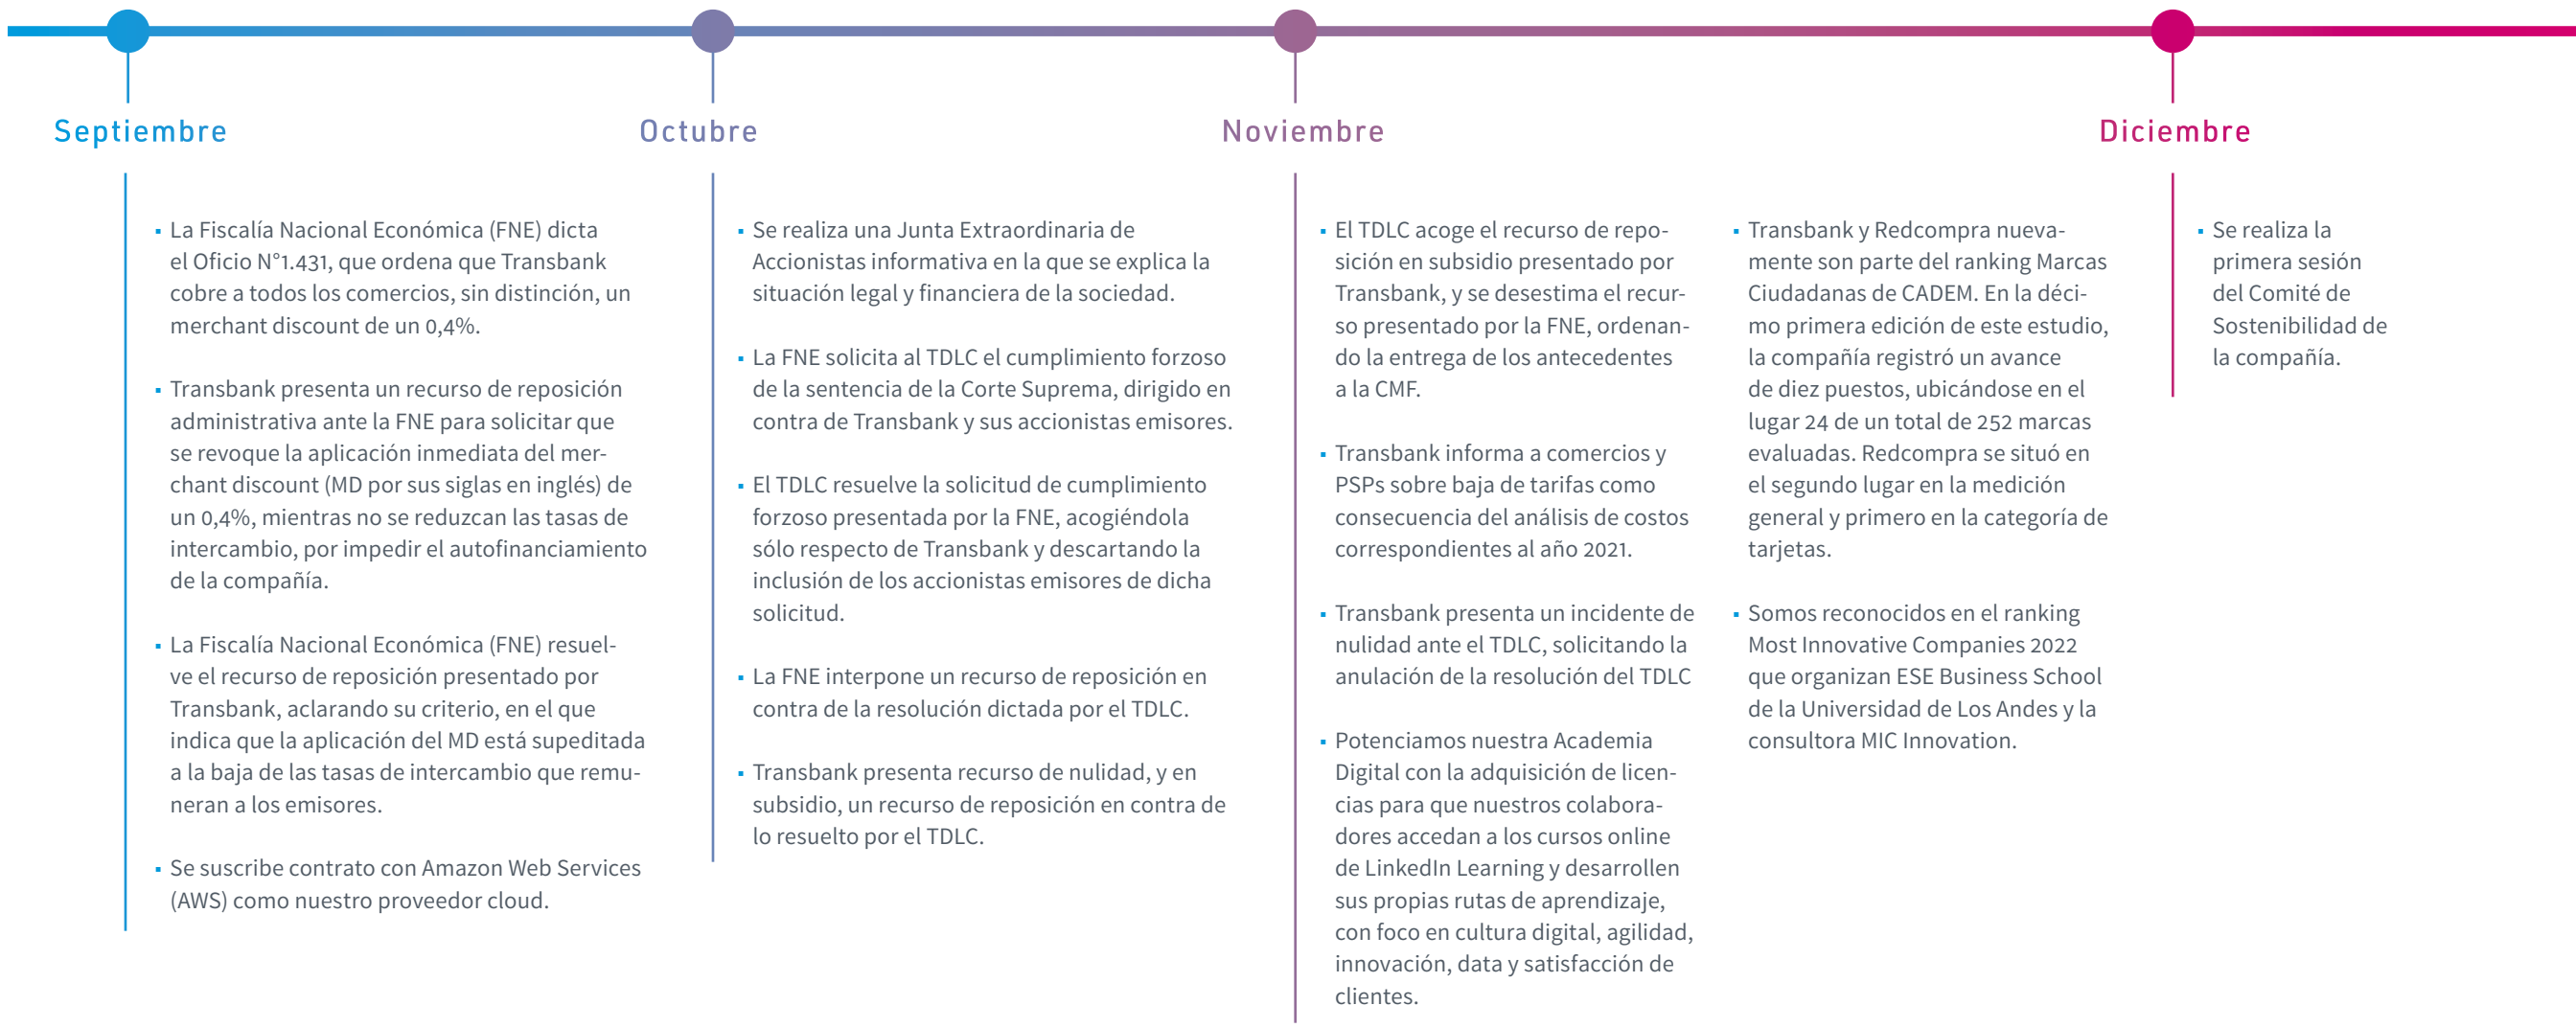 Septiembre
▪ La Fiscalía Nacional Económica (FNE) dicta
el Oficio N°1.431, que ordena que Transbank
cobre a todos los comercios, sin distinción, un
merchant discount de un 0,4%.
▪ Transbank presenta un recurso de reposición
administrativa ante la FNE para solicitar que
se revoque la aplicación inmediata del mer-
chant discount (MD por sus siglas en inglés) de
un 0,4%, mientras no se reduzcan las tasas de
intercambio, por impedir el autofinanciamiento
de la compañía.
▪ La Fiscalía Nacional Económica (FNE) resuel-
ve el recurso de reposición presentado por
Transbank, aclarando su criterio, en el que
indica que la aplicación del MD está supeditada
a la baja de las tasas de intercambio que remu-
neran a los emisores.
▪ Se suscribe contrato con Amazon Web Services
(AWS) como nuestro proveedor cloud.
Octubre
▪ Se realiza una Junta Extraordinaria de
Accionistas informativa en la que se explica la
situación legal y financiera de la sociedad.
▪ La FNE solicita al TDLC el cumplimiento forzoso
de la sentencia de la Corte Suprema, dirigido en
contra de Transbank y sus accionistas emisores.
▪ El TDLC resuelve la solicitud de cumplimiento
forzoso presentada por la FNE, acogiéndola
sólo respecto de Transbank y descartando la
inclusión de los accionistas emisores de dicha
solicitud.
▪ La FNE interpone un recurso de reposición en
contra de la resolución dictada por el TDLC.
▪ Transbank presenta recurso de nulidad, y en
subsidio, un recurso de reposición en contra de
lo resuelto por el TDLC.
Noviembre
▪ El TDLC acoge el recurso de repo-
sición en subsidio presentado por
Transbank, y se desestima el recur-
so presentado por la FNE, ordenan-
do la entrega de los antecedentes
a la CMF.
▪ Transbank informa a comercios y
PSPs sobre baja de tarifas como
consecuencia del análisis de costos
correspondientes al año 2021.
▪ Transbank presenta un incidente de
nulidad ante el TDLC, solicitando la
anulación de la resolución del TDLC
▪ Potenciamos nuestra Academia
Digital con la adquisición de licen-
cias para que nuestros colabora-
dores accedan a los cursos online
de LinkedIn Learning y desarrollen
sus propias rutas de aprendizaje,
con foco en cultura digital, agilidad,
innovación, data y satisfacción de
clientes.
▪ Transbank y Redcompra nueva-
mente son parte del ranking Marcas
Ciudadanas de CADEM. En la déci-
mo primera edición de este estudio,
la compañía registró un avance
de diez puestos, ubicándose en el
lugar 24 de un total de 252 marcas
evaluadas. Redcompra se situó en
el segundo lugar en la medición
general y primero en la categoría de
tarjetas.
▪ Somos reconocidos en el ranking
Most Innovative Companies 2022
que organizan ESE Business School
de la Universidad de Los Andes y la
consultora MIC Innovation.
Diciembre
▪ Se realiza la
primera sesión
del Comité de
Sostenibilidad de
la compañía.